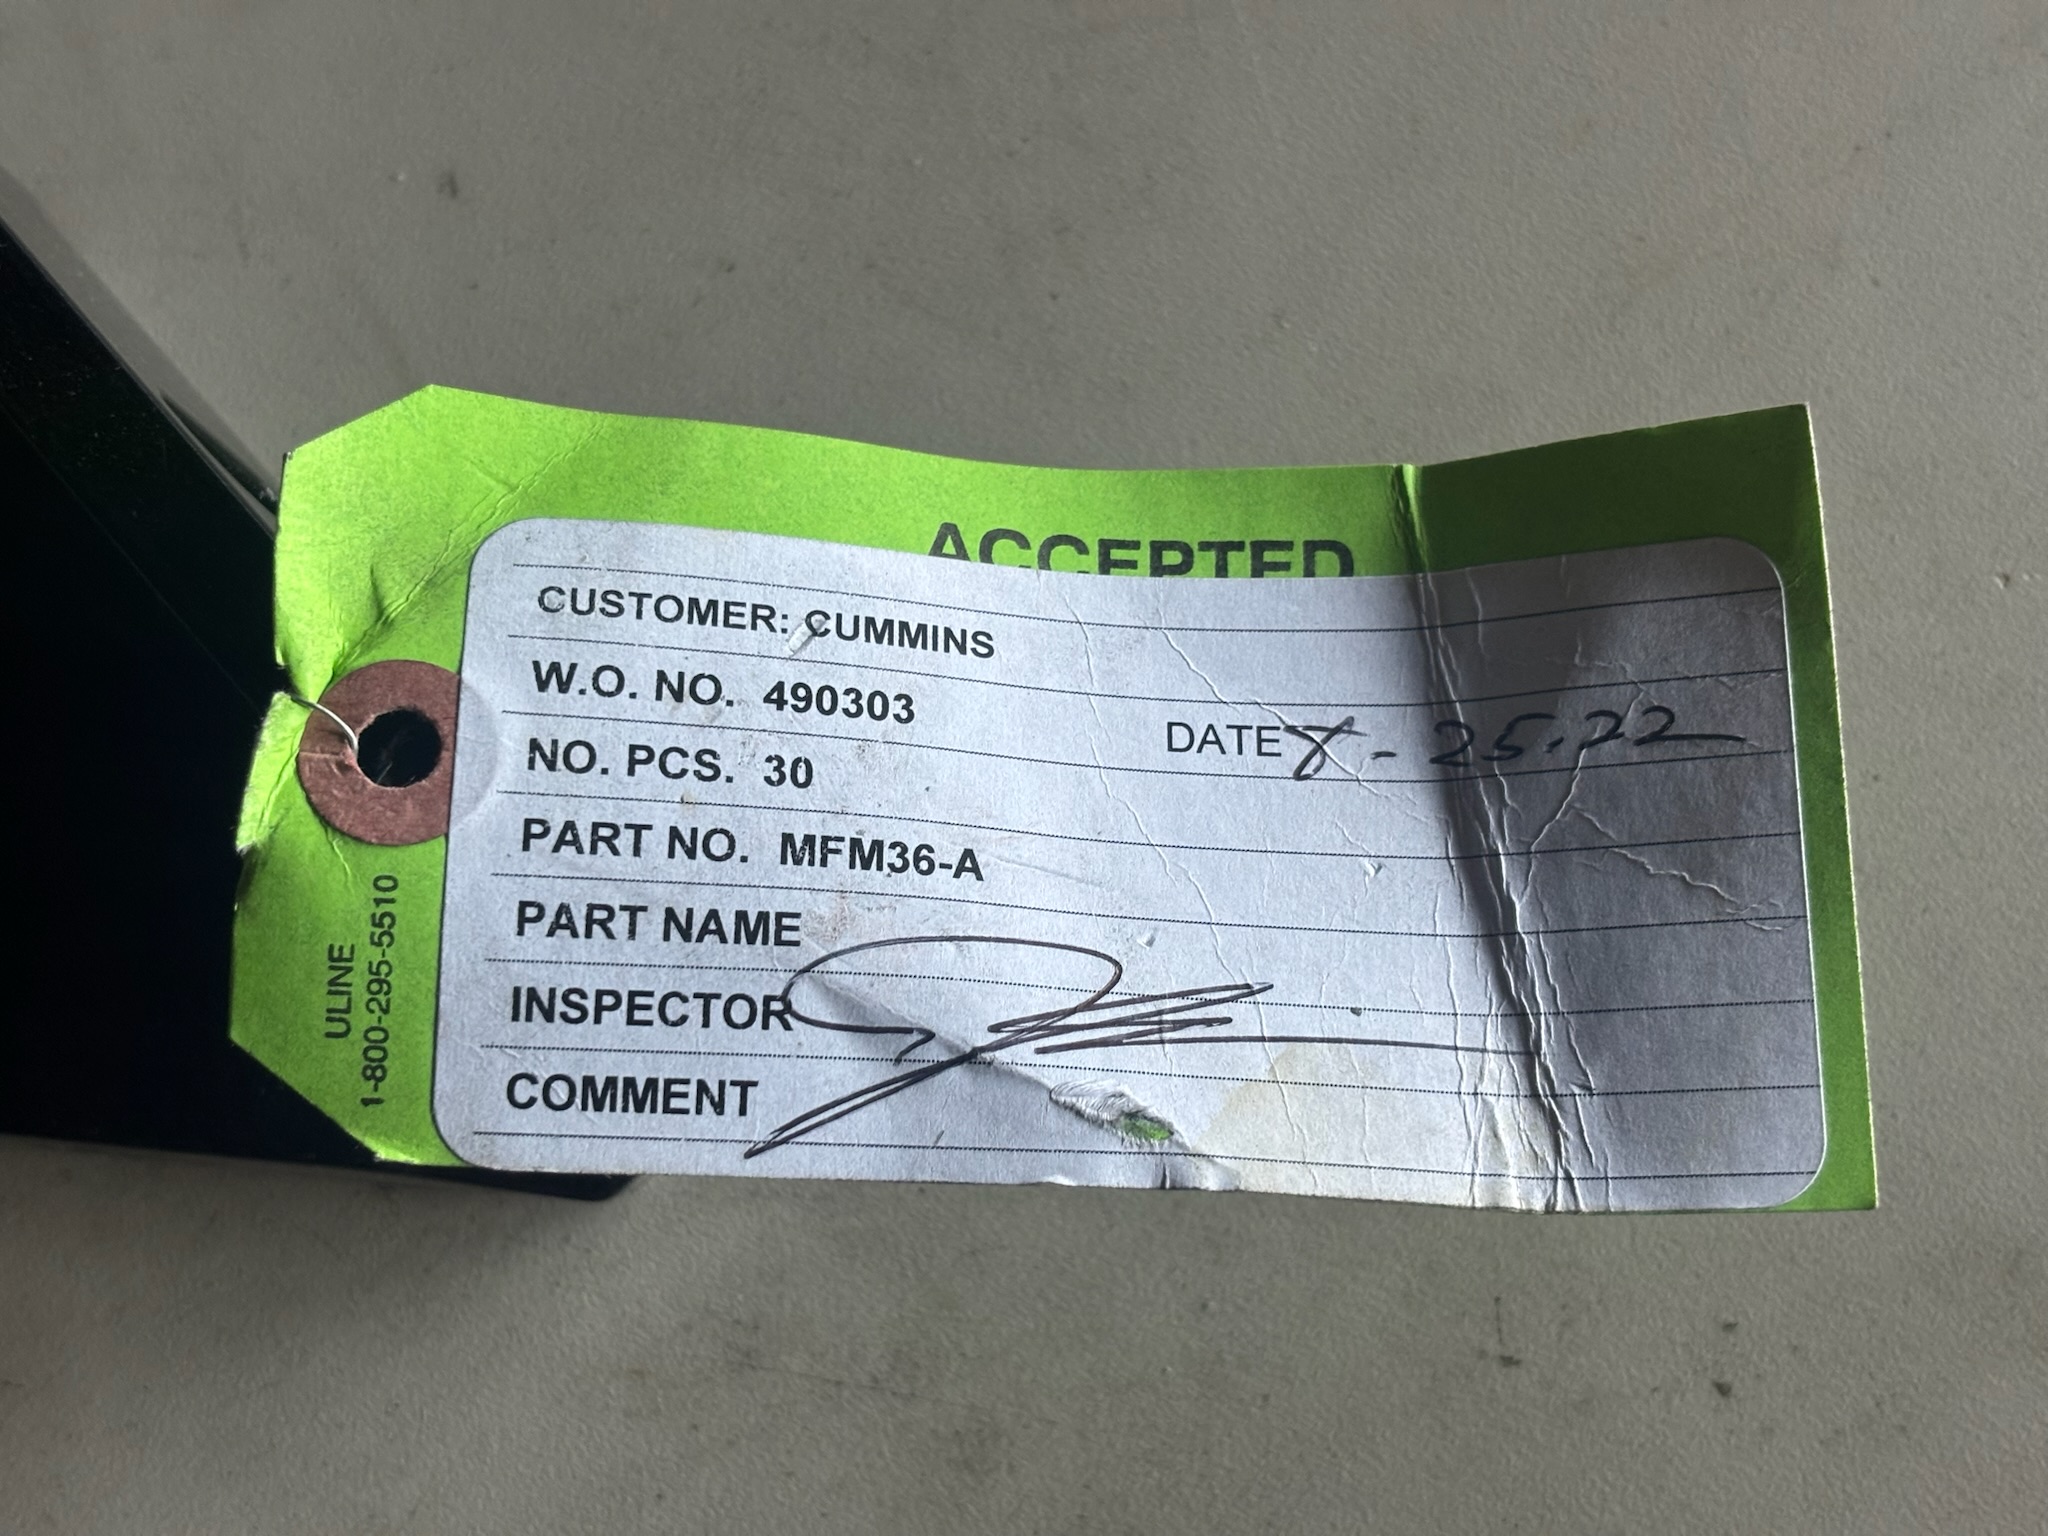 ACCEPTED
CUSTOMER: CUMMINS
W.O. NO. 490303
DATE 8-25-22
NO. PCS. 30
PART NO. MFM36-A
PART NAME
INSPECTOR
COMMENT
ULINE
1-800-295-5510